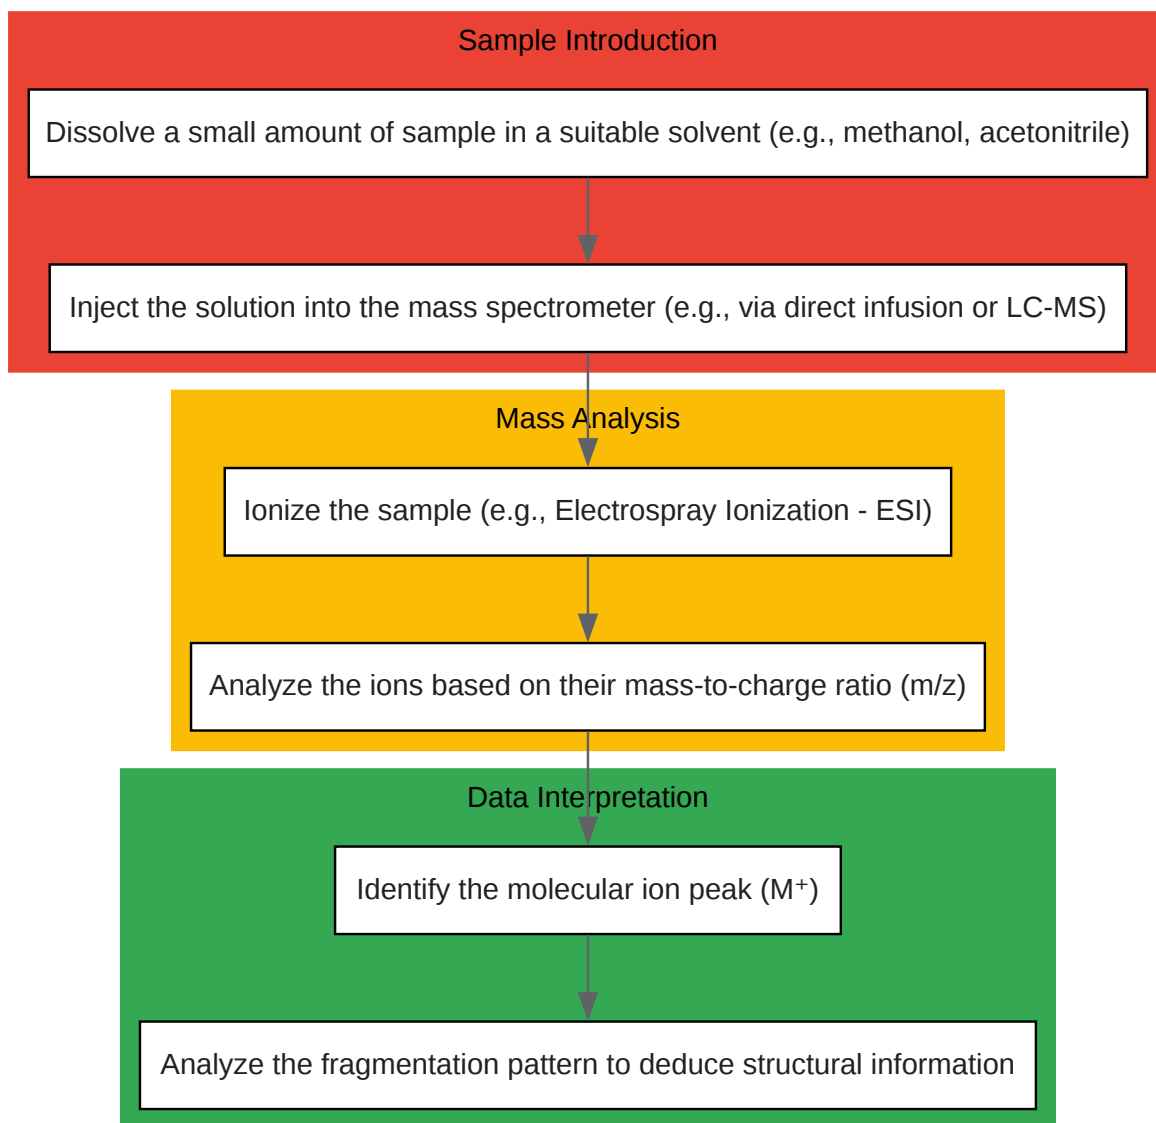 Sample Introduction
Dissolve a small amount of sample in a suitable solvent (e.g., methanol, acetonitrile)
Inject the solution into the mass spectrometer (e.g., via direct infusion or LC-MS)
Mass Analysis
Ionize the sample (e.g., Electrospray Ionization - ESI)
Analyze the ions based on their mass-to-charge ratio (m/z)
Data Interpretation
Identify the molecular ion peak (M⁺)
Analyze the fragmentation pattern to deduce structural information